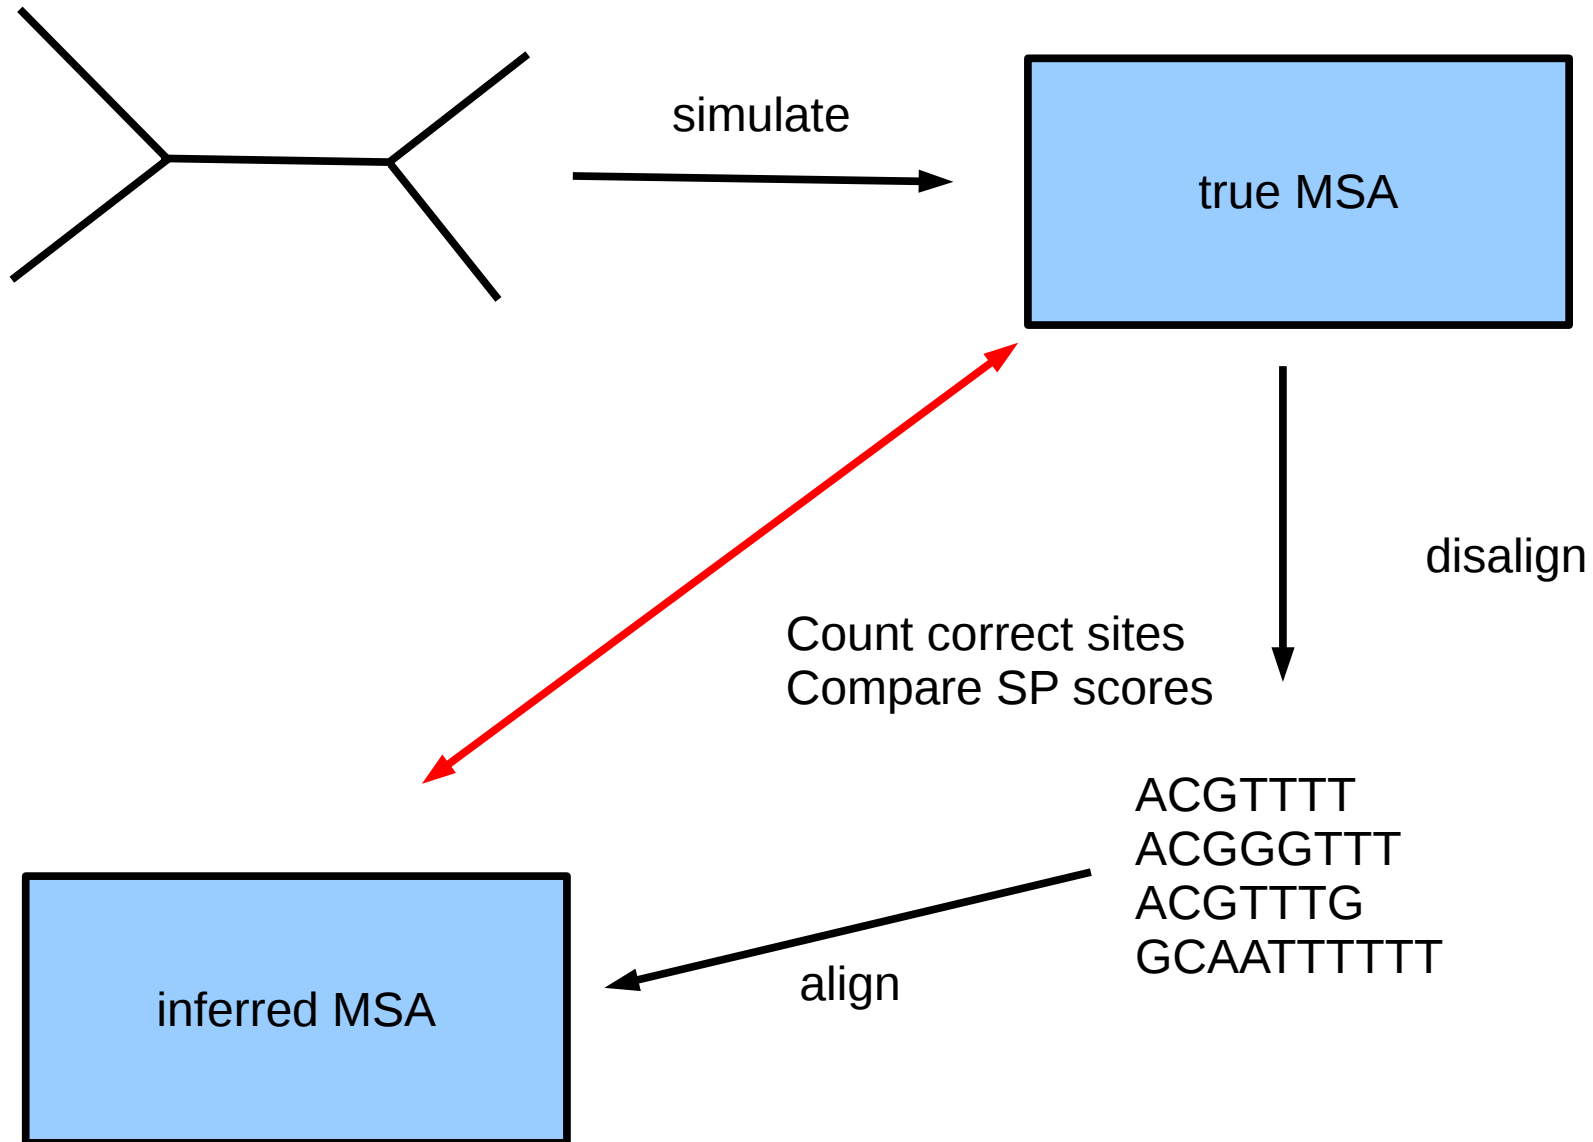 simulate
true MSA
disalign
Count correct sites
Compare SP scores
ACGTTTT
ACGGGTTT
ACGTTTG
GCAATTTTTT
align
inferred MSA